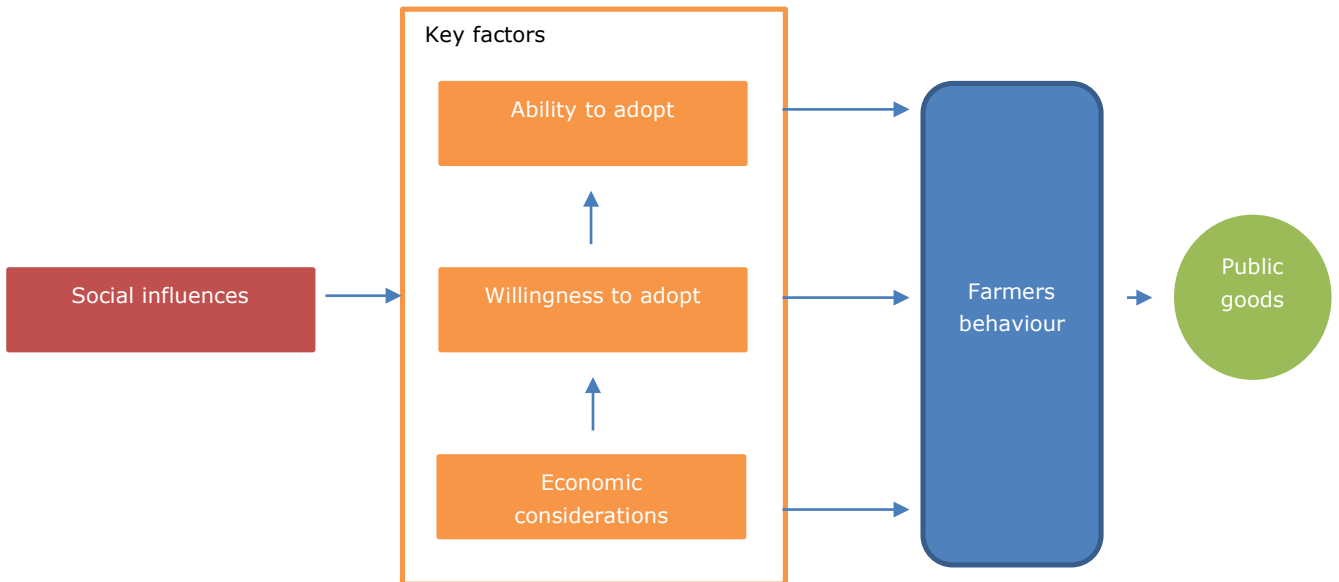 Key factors
Ability to adopt
Social influences
Willingness to adopt
Farmers
behaviour
Public
goods
Economic
considerations